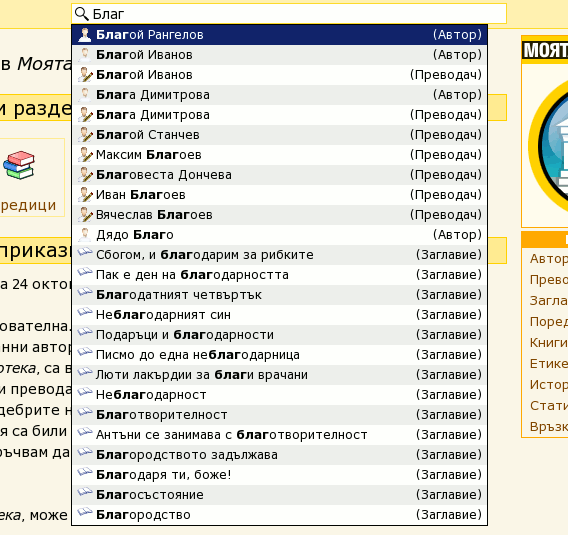 Благ
Благой Рангелов (Автор)
Благой Иванов (Автор)
Благой Иванов (Преводач)
Блага Димитрова (Автор)
Блага Димитрова (Преводач)
Благой Станчев (Преводач)
Максим Благоев (Преводач)
Благовеста Дончева (Преводач)
Иван Благоев (Преводач)
Вячеслав Благоев (Преводач)
Дядо Благо (Автор)
Сбогом, и благодарим за рибките (Заглавие)
Пак е ден на благодарността (Заглавие)
Благодатният четвъртък (Заглавие)
Неблагодарният син (Заглавие)
Подаръци и благодарности (Заглавие)
Писмо до една неблагодарница (Заглавие)
Люти лакърдии за благи врачани (Заглавие)
Неблагодарност (Заглавие)
Благотворителност (Заглавие)
Антъни се занимава с благотворителност (Заглавие)
Благородството задължава (Заглавие)
Благодаря ти, боже! (Заглавие)
Благосъстояние (Заглавие)
Благородство (Заглавие)
в Моята
и разде
редици
приказ
а 24 окто
ователна.
анни автор
отека, са в
и превода
дебрите н
я са били
ръчвам да
ека, може
МОЯТ
Автор
Прево
Загла
Поред
Книги
Етике
Истор
Стати
Връзк